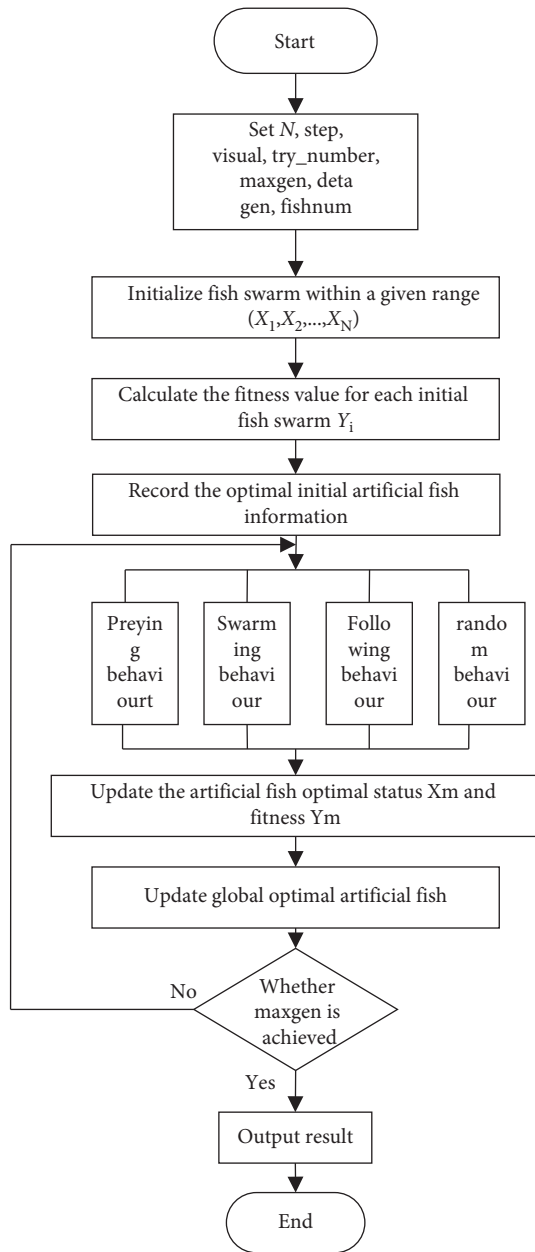 Start
Set N, step,
visual, try_number,
maxgen, deta
gen, fishnum
Initialize fish swarm within a given range
(X₁,X₂,...,X_N)
Calculate the fitness value for each initial
fish swarm Yᵢ
Record the optimal initial artificial fish
information
Preyin
g
behavi
ourt
Swarm
ing
behavi
our
Follo
wing
behavi
our
rando
m
behavi
our
Update the artificial fish optimal status Xm and
fitness Ym
Update global optimal artificial fish
Whether
maxgen is
achieved
No
Yes
Output result
End